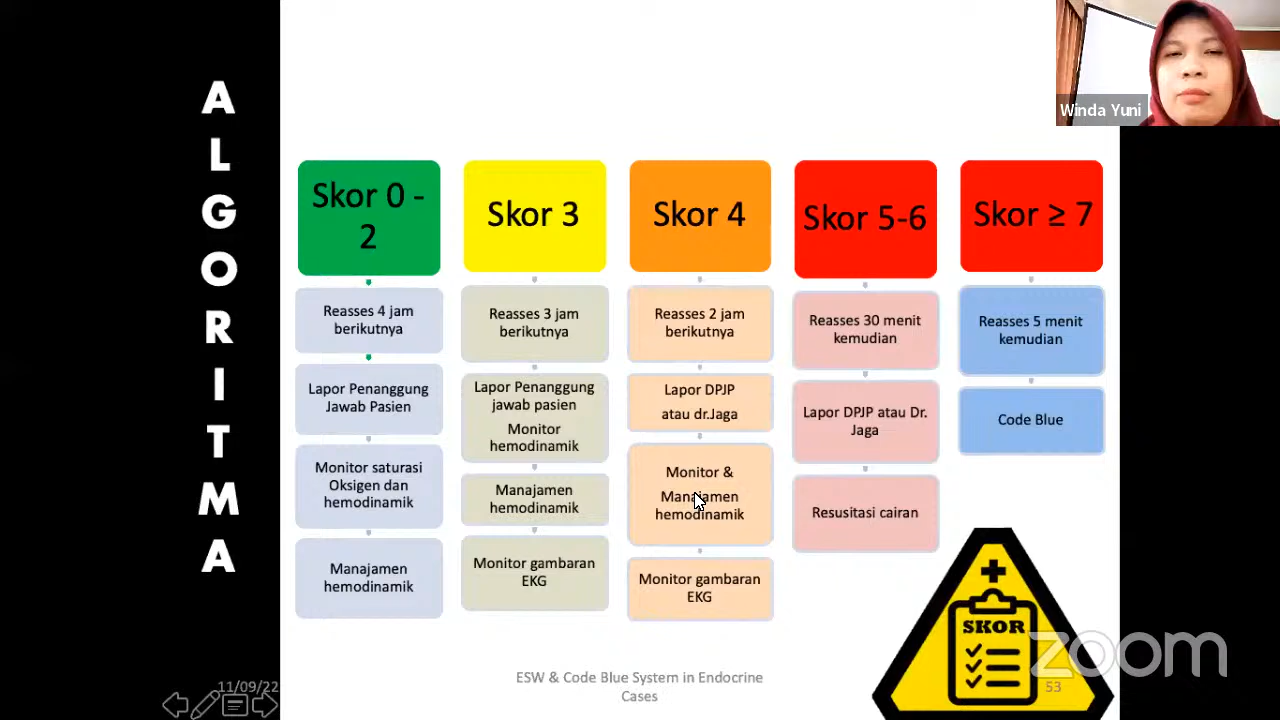 Winda Yuni
A
L
G
O
R
I
T
M
A
Skor 0 -
2
Reasses 4 jam
berikutnya
Lapor Penanggung
Jawab Pasien
Monitor saturasi
Oksigen dan
hemodinamik
Manajamen
hemodinamik
Skor 3
Reasses 3 jam
berikutnya
Lapor Penanggung
jawab pasien
Monitor
hemodinamik
Manajamen
hemodinamik
Monitor gambaran
EKG
Skor 4
Reasses 2 jam
berikutnya
Lapor DPJP
atau dr.Jaga
Monitor &
Manajamen
hemodinamik
Monitor gambaran
EKG
Skor 5-6
Reasses 30 menit
kemudian
Lapor DPJP atau Dr.
Jaga
Resusitasi cairan
Skor ≥ 7
Reasses 5 menit
kemudian
Code Blue
SKOR
zoom
11/09/22
ESW & Code Blue System in Endocrine
Cases
53